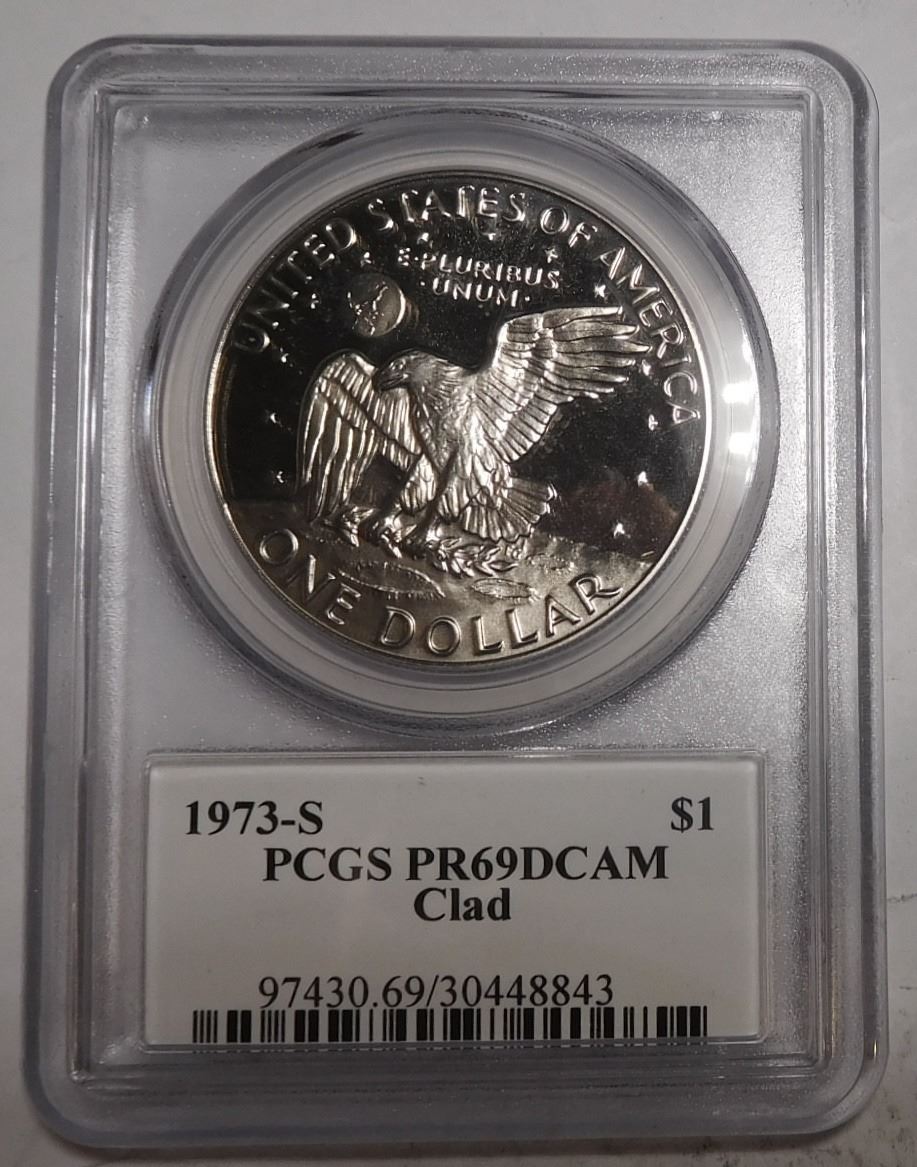 UNITED STATES OF AMERICA
E·PLURIBUS
·UNUM·
ONE DOLLAR
1973-S $1
PCGS PR69DCAM
Clad
97430.69/30448843